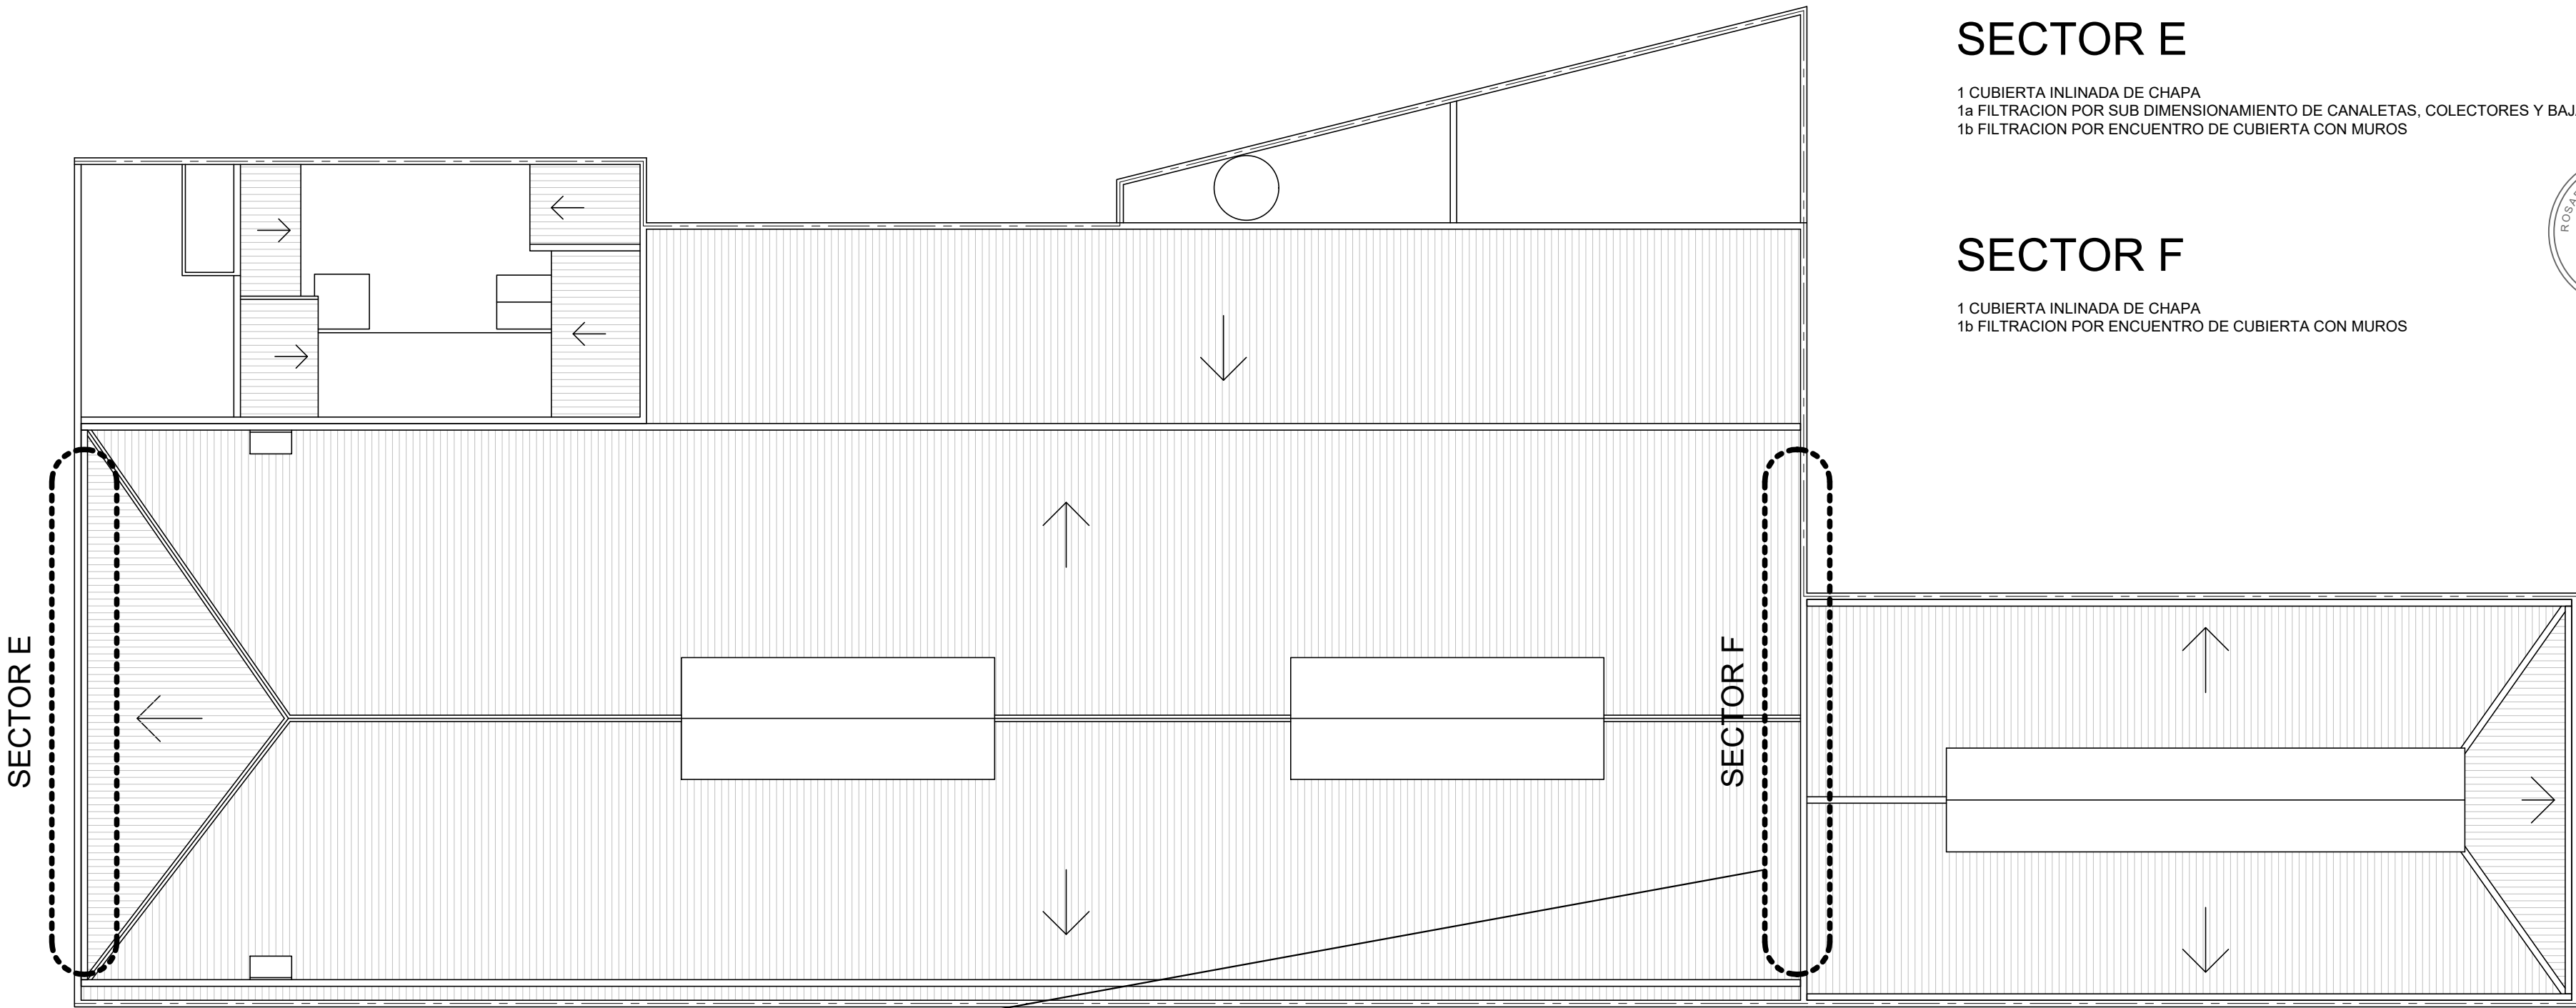 SECTOR E
1 CUBIERTA INLINADA DE CHAPA
1a FILTRACION POR SUB DIMENSIONAMIENTO DE CANALETAS, COLECTORES Y
1b FILTRACION POR ENCUENTRO DE CUBIERTA CON MUROS
SECTOR F
1 CUBIERTA INLINADA DE CHAPA
1b FILTRACION POR ENCUENTRO DE CUBIERTA CON MUROS
SECTOR E
SECTOR F